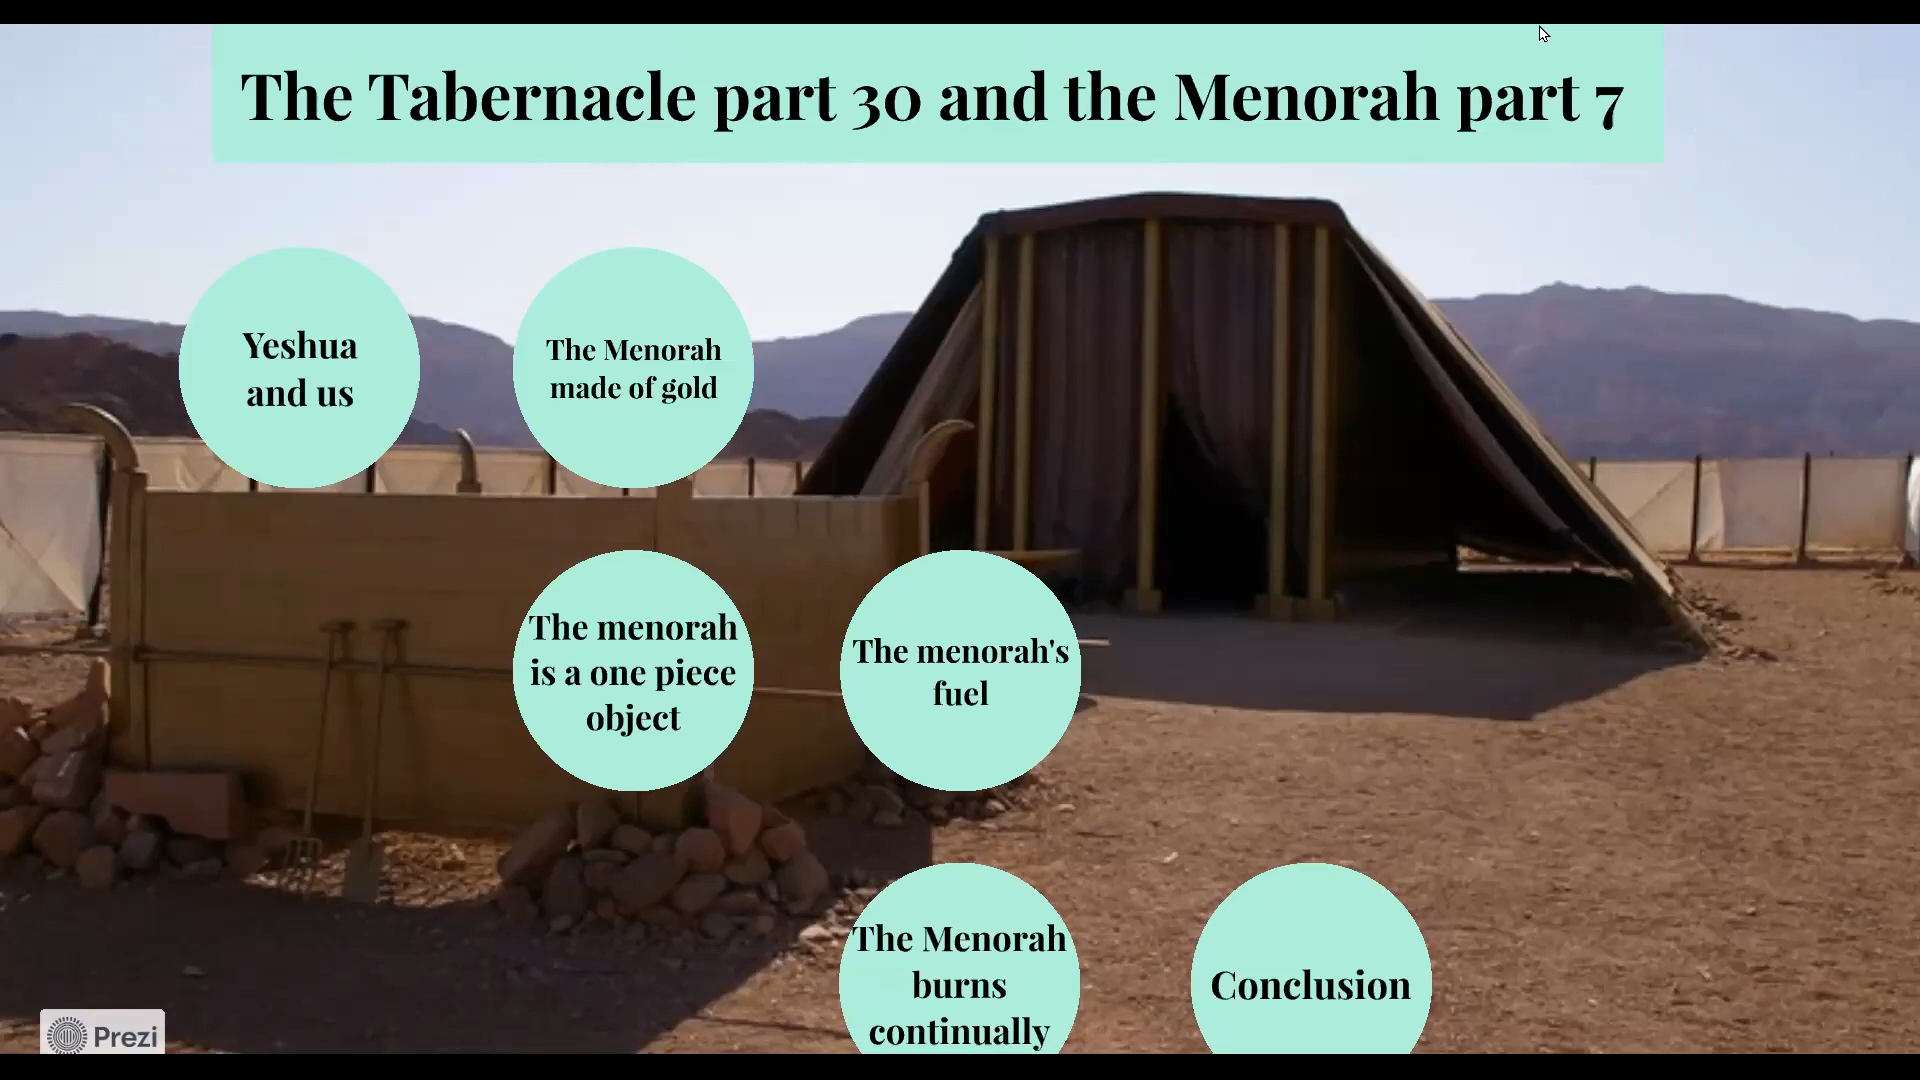 The Tabernacle part 30 and the Menorah part 7
Yeshua
and us
The Menorah
made of gold
The menorah
is a one piece
object
The menorah's
fuel
The Menorah
burns
continually
Conclusion
Prezi